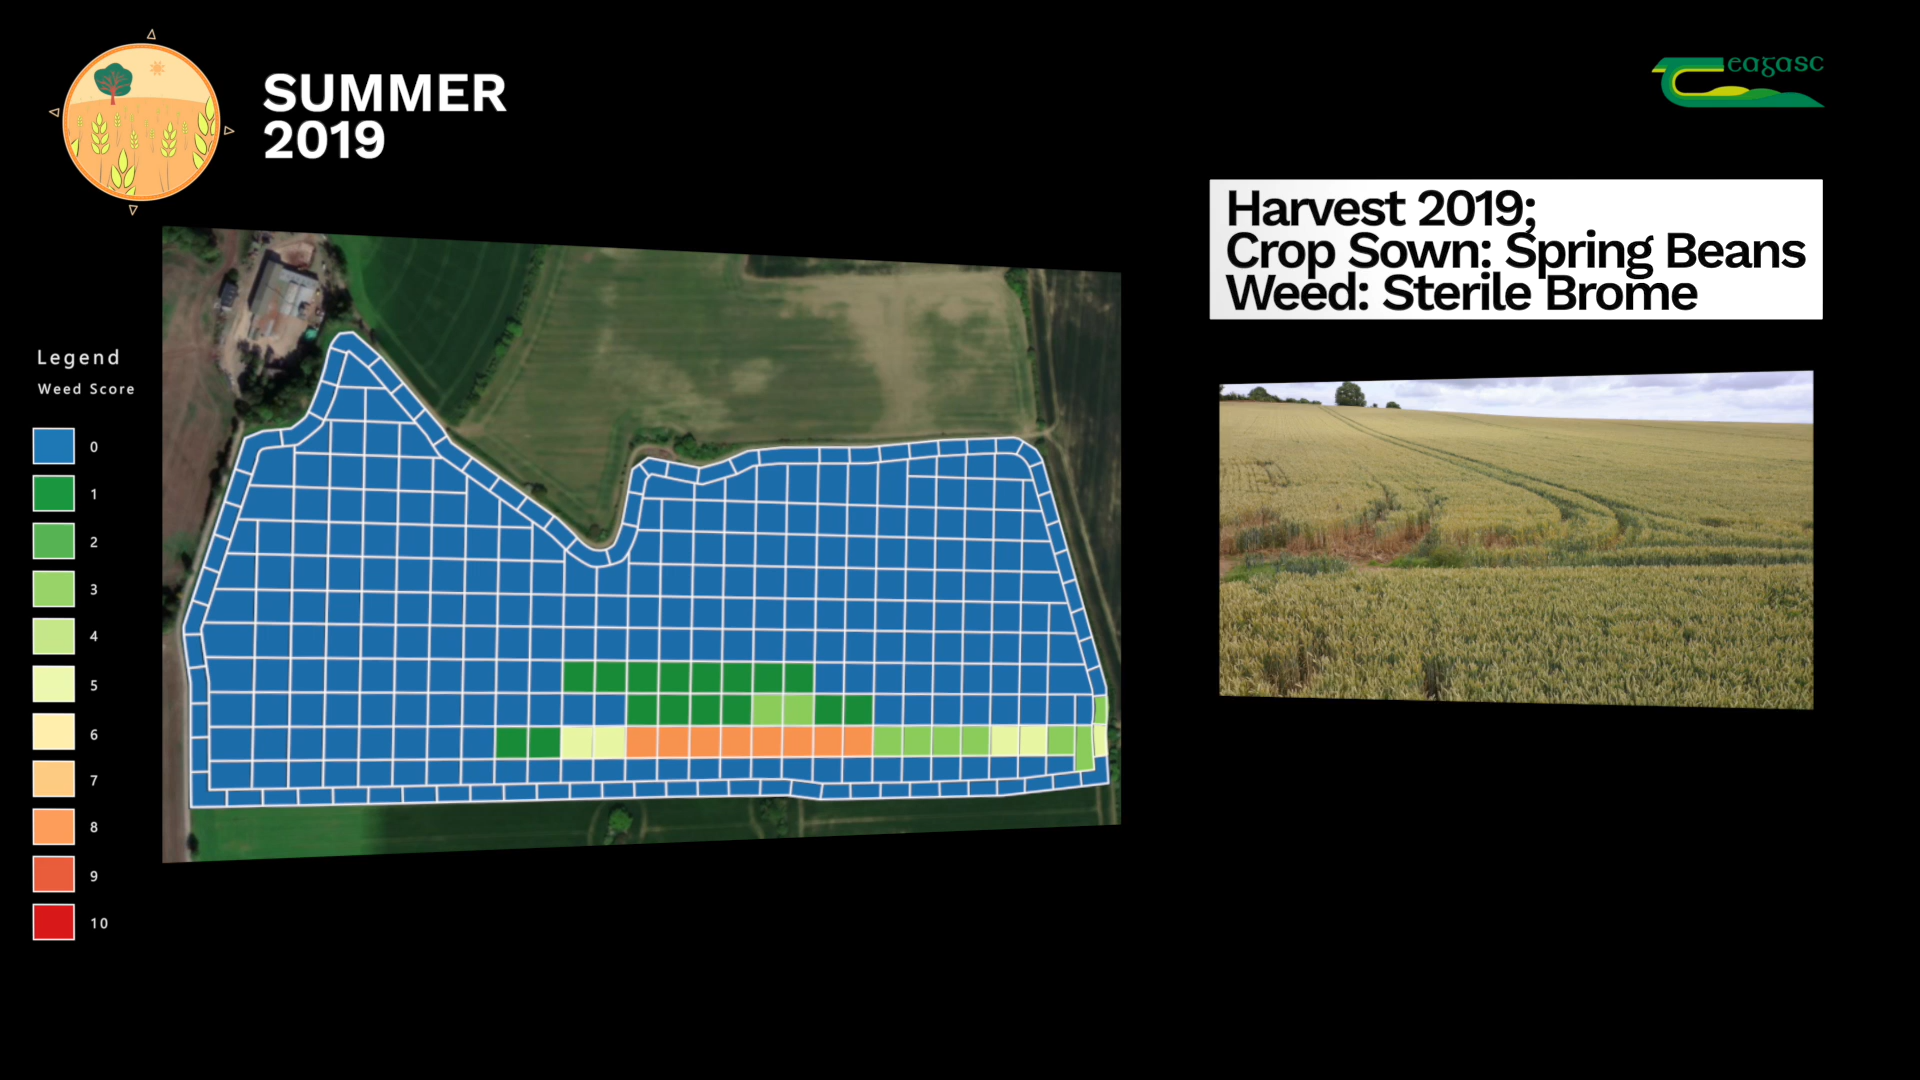 SUMMER
2019
eagasc
Harvest 2019;
Crop Sown: Spring Beans
Weed: Sterile Brome
Legend
Weed Score
0
1
2
3
4
5
6
7
8
9
10